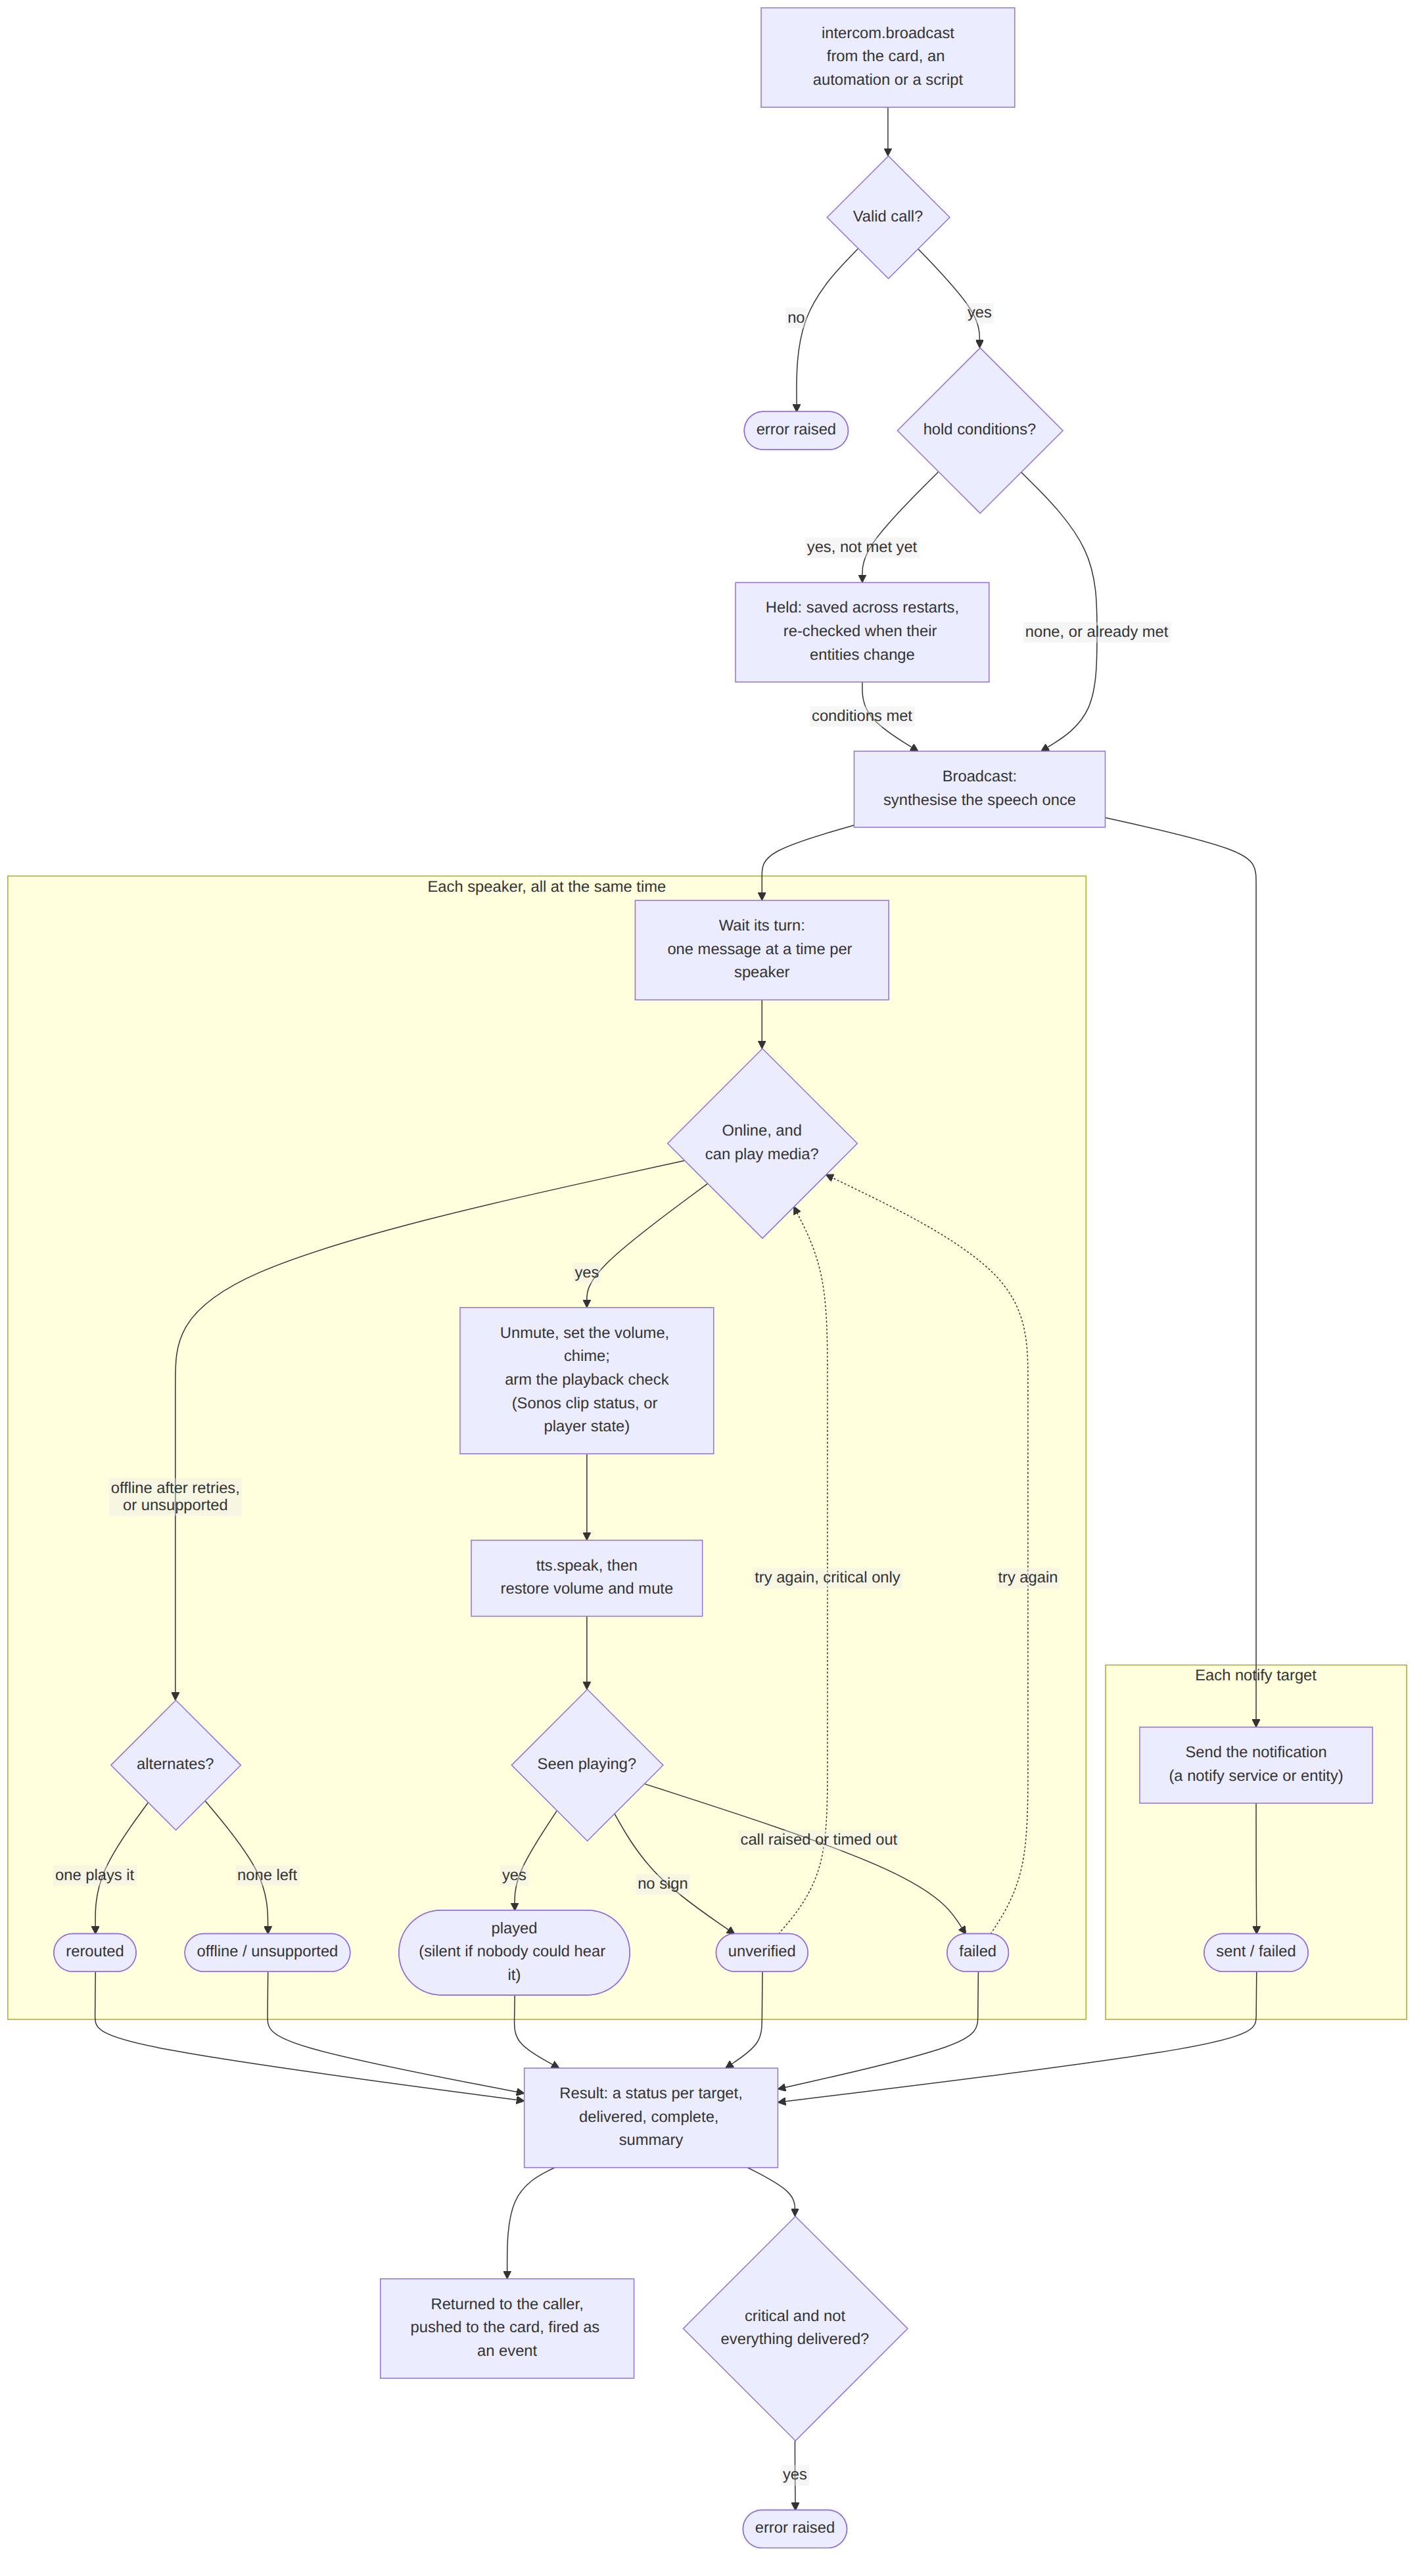 intercom.broadcast
from the card, an
automation or a script
Valid call?
no
yes
error raised
hold conditions?
yes, not met yet
none, or already met
Held: saved across restarts,
re-checked when their
entities change
conditions met
Broadcast:
synthesise the speech once
Each speaker, all at the same time
Wait its turn:
one message at a time per
speaker
Online, and
can play media?
yes
Unmute, set the volume,
chime;
arm the playback check
(Sonos clip status, or
player state)
offline after retries,
or unsupported
tts.speak, then
restore volume and mute
try again, critical only
try again
Each notify target
Send the notification
(a notify service or entity)
alternates?
Seen playing?
call raised or timed out
one plays it
none left
yes
no sign
rerouted
offline / unsupported
played
(silent if nobody could hear
it)
unverified
failed
sent / failed
Result: a status per target,
delivered, complete,
summary
Returned to the caller,
pushed to the card, fired as
an event
critical and not
everything delivered?
yes
error raised